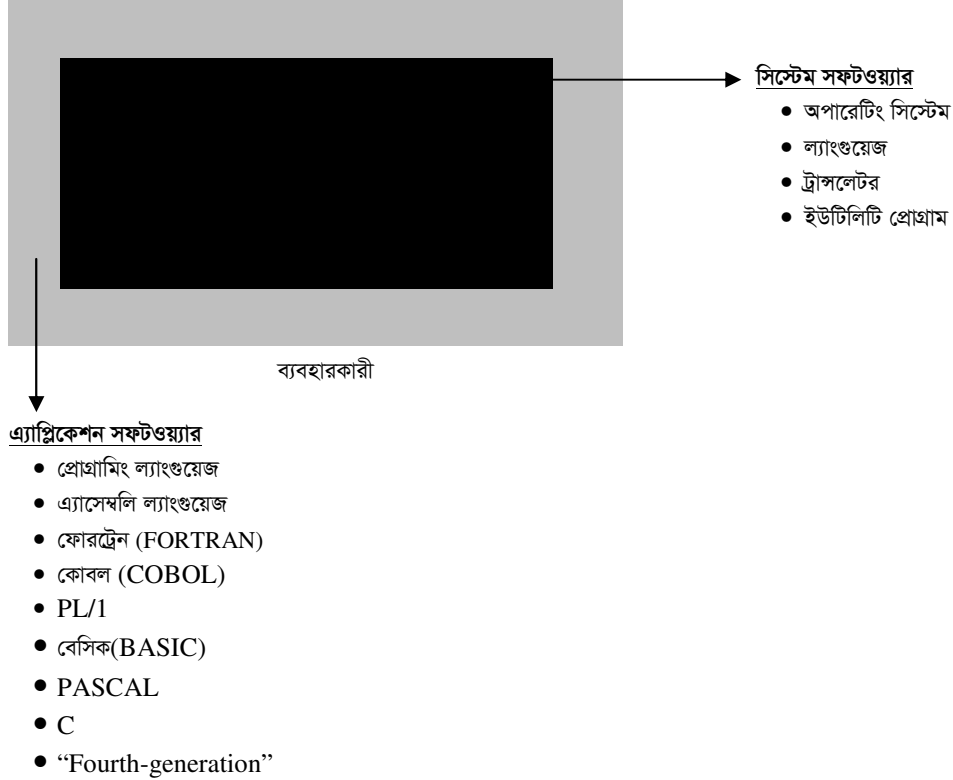 সিস্টেম সফটওয়্যার
• অপারেটিং সিস্টেম
• ল্যাংগুয়েজ
• ট্রান্সলেটর
• ইউটিলিটি প্রোগ্রাম
ব্যবহারকারী
এ্যাপ্লিকেশন সফটওয়্যার
• প্রোগ্রামিং ল্যাংগুয়েজ
• এ্যাসেম্বলি ল্যাংগুয়েজ
• ফোরট্রেন (FORTRAN)
• কোবল (COBOL)
• PL/1
• বেসিক(BASIC)
• PASCAL
• C
• “Fourth-generation”